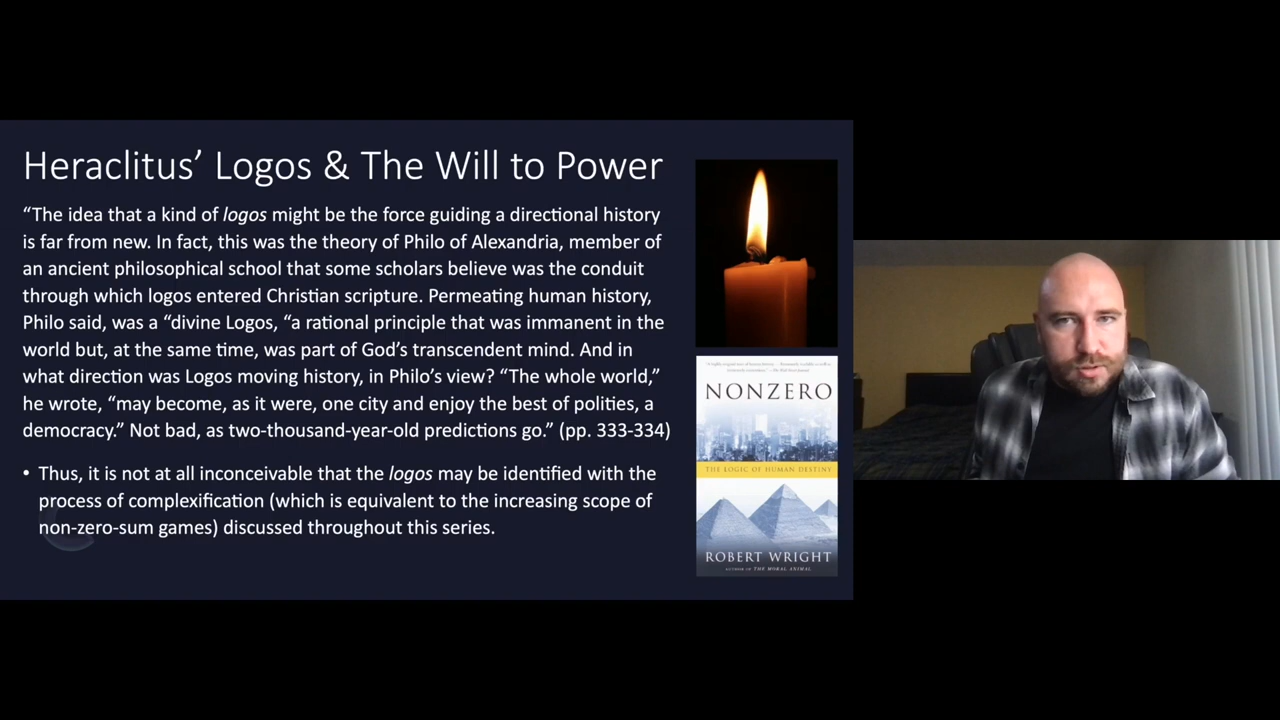 Heraclitus’ Logos & The Will to Power
“The idea that a kind of logos might be the force guiding a directional history
is far from new. In fact, this was the theory of Philo of Alexandria, member of
an ancient philosophical school that some scholars believe was the conduit
through which logos entered Christian scripture. Permeating human history,
Philo said, was a “divine Logos, “a rational principle that was immanent in the
world but, at the same time, was part of God’s transcendent mind. And in
what direction was Logos moving history, in Philo’s view? “The whole world,”
he wrote, “may become, as it were, one city and enjoy the best of polities, a
democracy.” Not bad, as two-thousand-year-old predictions go.” (pp. 333-334)
• Thus, it is not at all inconceivable that the logos may be identified with the
process of complexification (which is equivalent to the increasing scope of
non-zero-sum games) discussed throughout this series.
NONZERO
THE LOGIC OF HUMAN DESTINY
ROBERT WRIGHT
AUTHOR OF THE MORAL ANIMAL